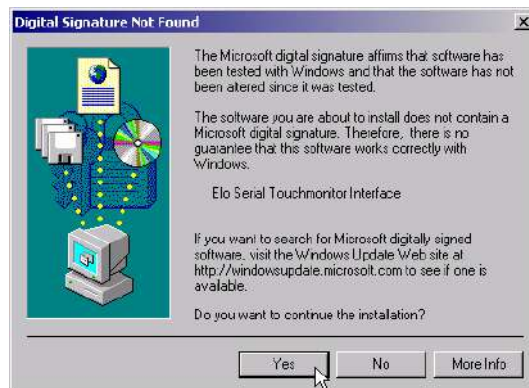 Digital Signature Not Found
The Microsoft digital signature affirms that software has
been tested with Windows and that the software has not
been altered since it was tested.
The software you are about to install does not contain a
Microsoft digital signature. Therefore, there is no
guarantee that this software works correctly with
Windows.
Elo Serial Touchmonitor Interface
If you want to search for Microsoft digitally signed
software, visit the Windows Update Web site at
http://windowsupdate.microsoft.com to see if one is
available.
Do you want to continue the installation?
Yes
No
More Info